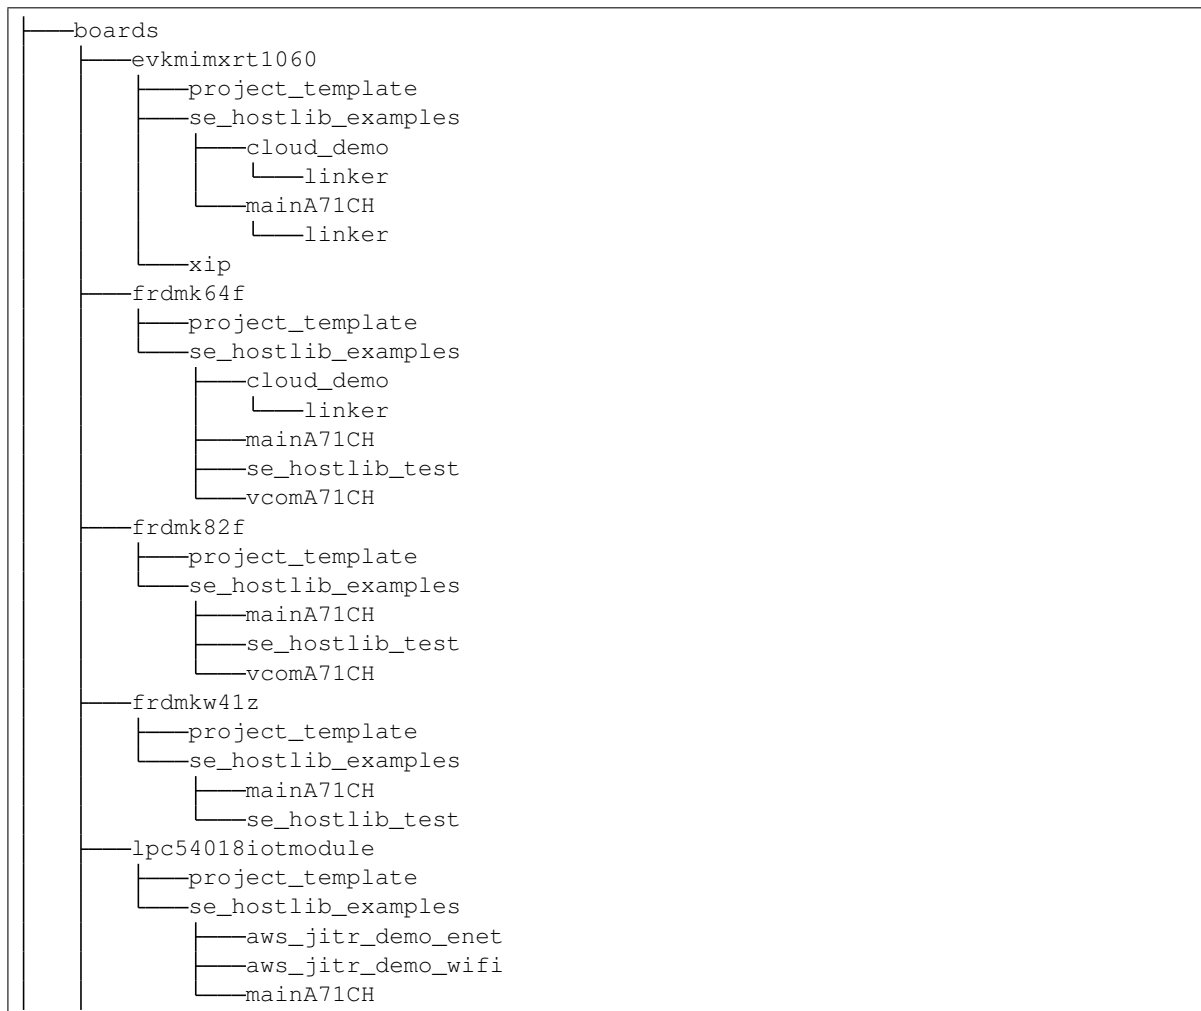 boards
evkmimxrt1060
project_template
se_hostlib_examples
cloud_demo
linker
mainA71CH
linker
xip
frdmk64f
project_template
se_hostlib_examples
cloud_demo
linker
mainA71CH
se_hostlib_test
vcomA71CH
frdmk82f
project_template
se_hostlib_examples
mainA71CH
se_hostlib_test
vcomA71CH
frdmkw41z
project_template
se_hostlib_examples
mainA71CH
se_hostlib_test
lpc54018iotmodule
project_template
se_hostlib_examples
aws_jitr_demo_enet
aws_jitr_demo_wifi
mainA71CH